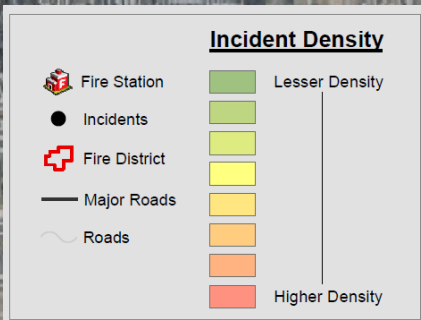 Incident Density
Fire Station
Lesser Density
Incidents
Fire District
Major Roads
Roads
Higher Density
F